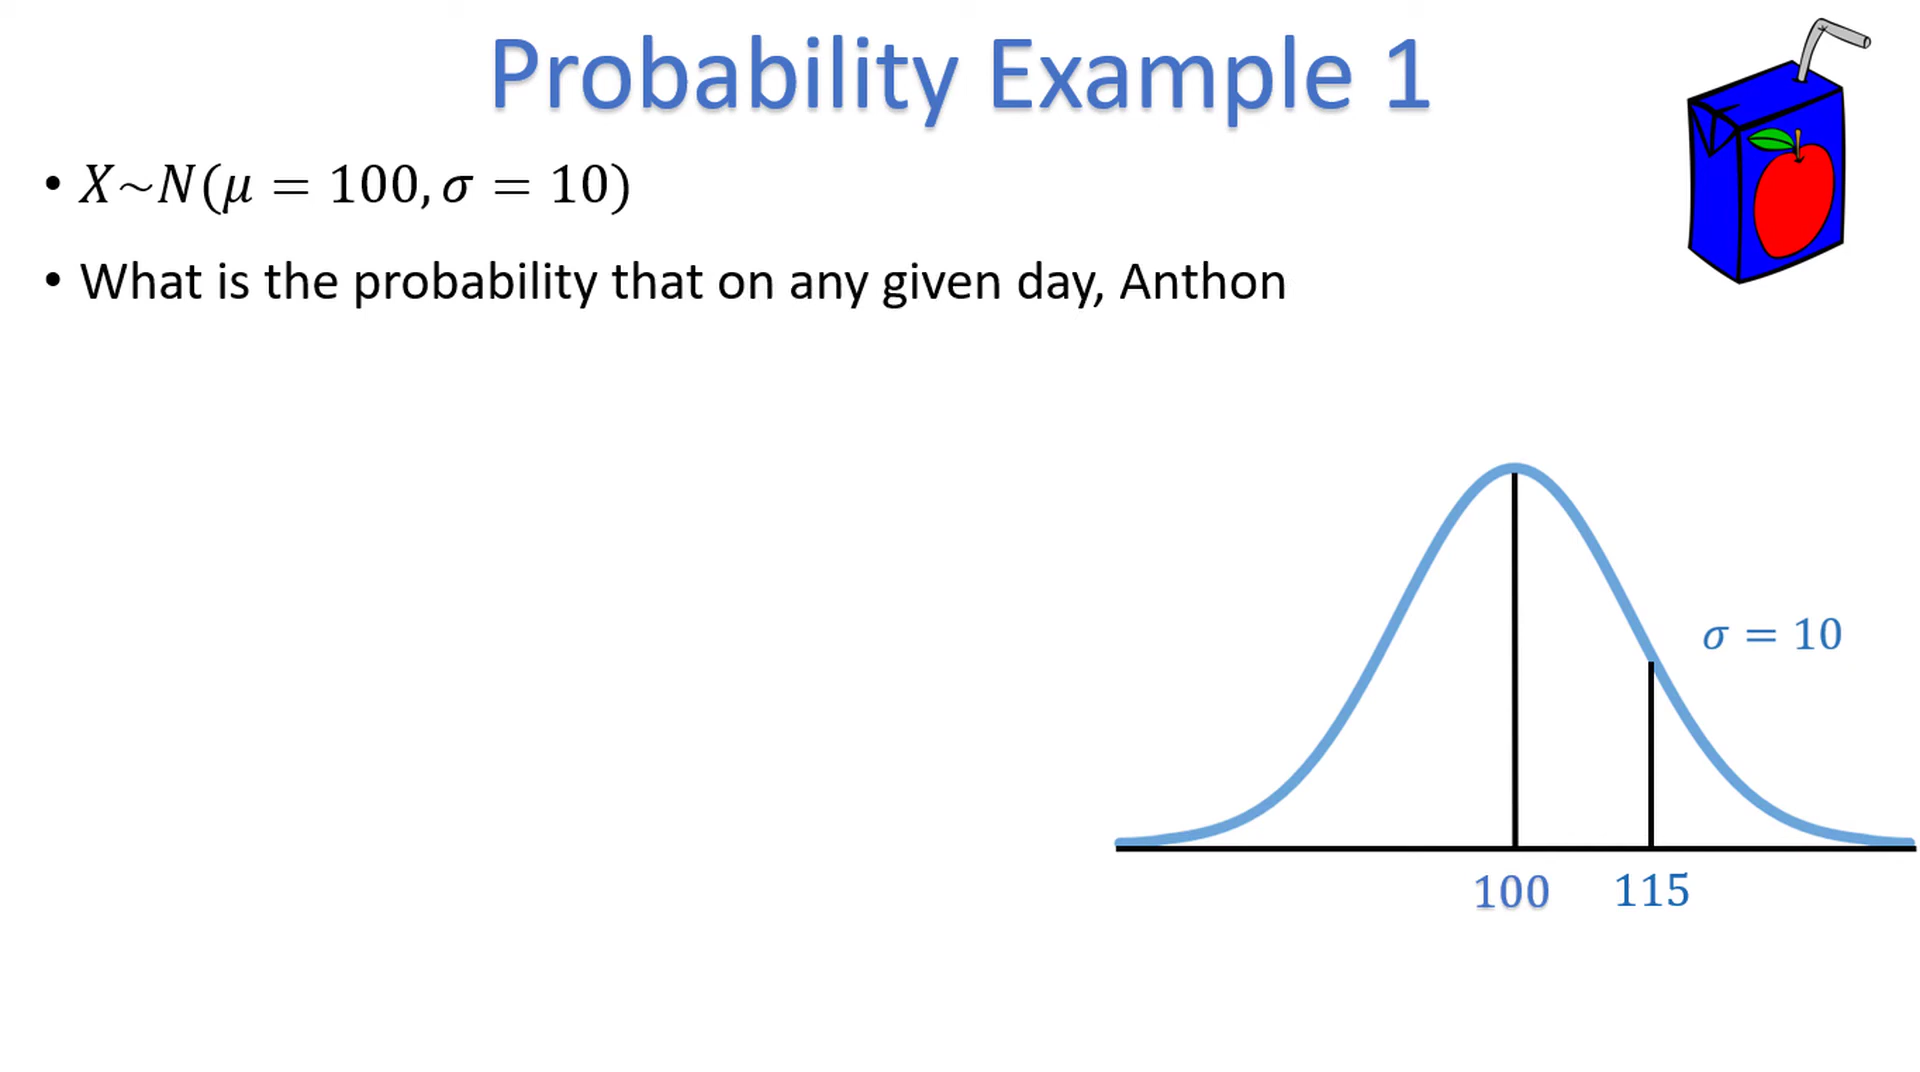 Probability Example 1
• X~N(μ = 100, σ = 10)
• What is the probability that on any given day, Anthon
σ = 10
100
115